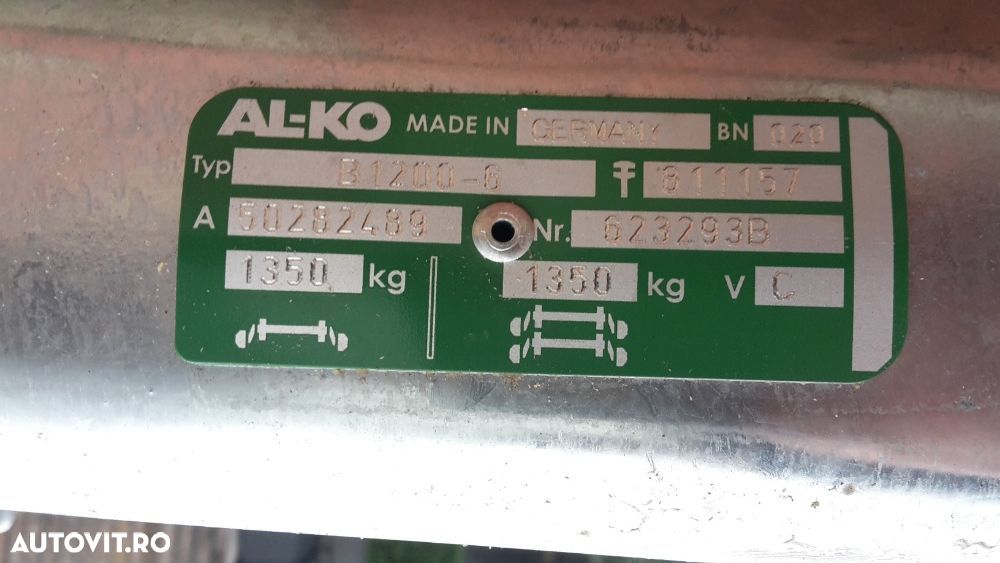 AL-KO MADE IN GERMANY BN 020
Typ B1200-6 811157
A 50282489 Nr. 623293B
1350 kg 1350 kg V C
AUTOVIT.RO